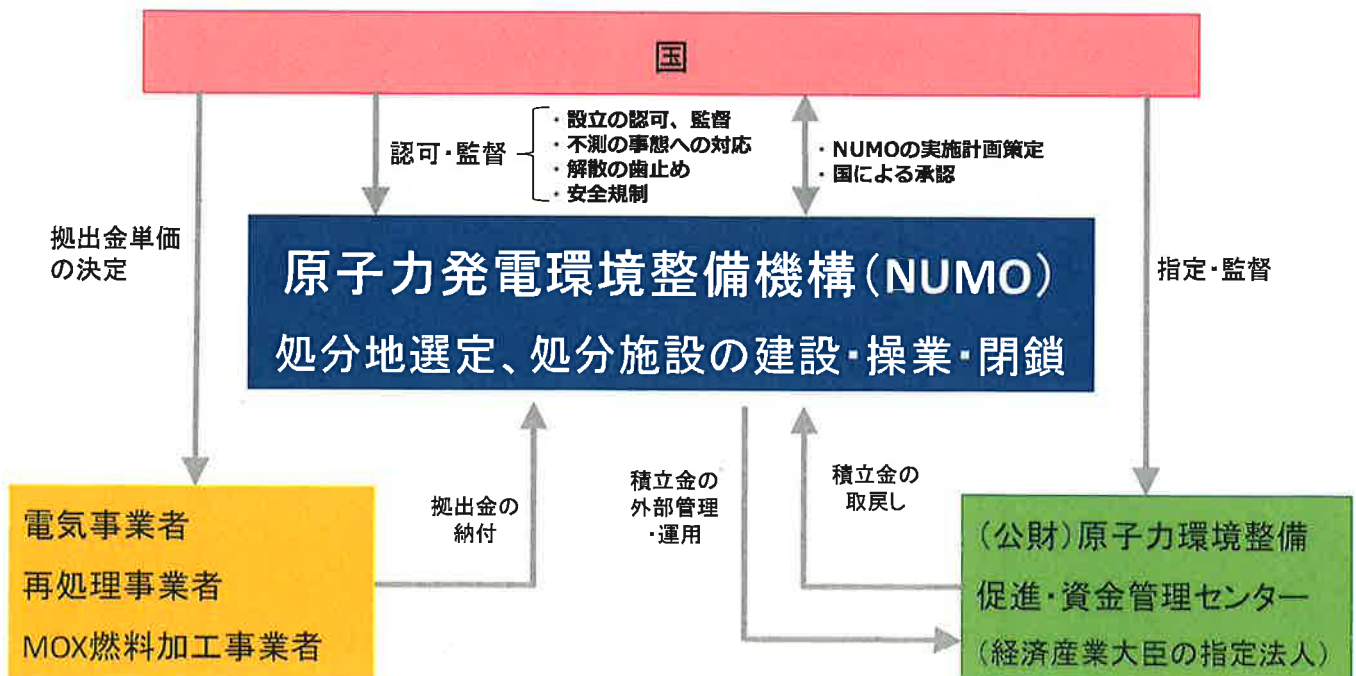 国
認可・監督
・設立の認可、監督
・不測の事態への対応
・解散の歯止め
・安全規制
・NUMOの実施計画策定
・国による承認
拠出金単価
の決定
指定・監督
原子力発電環境整備機構(NUMO)
処分地選定、処分施設の建設・操業・閉鎖
拠出金の
納付
積立金の
外部管理
・運用
積立金の
取戻し
電気事業者
再処理事業者
MOX燃料加工事業者
(公財)原子力環境整備
促進・資金管理センター
(経済産業大臣の指定法人)